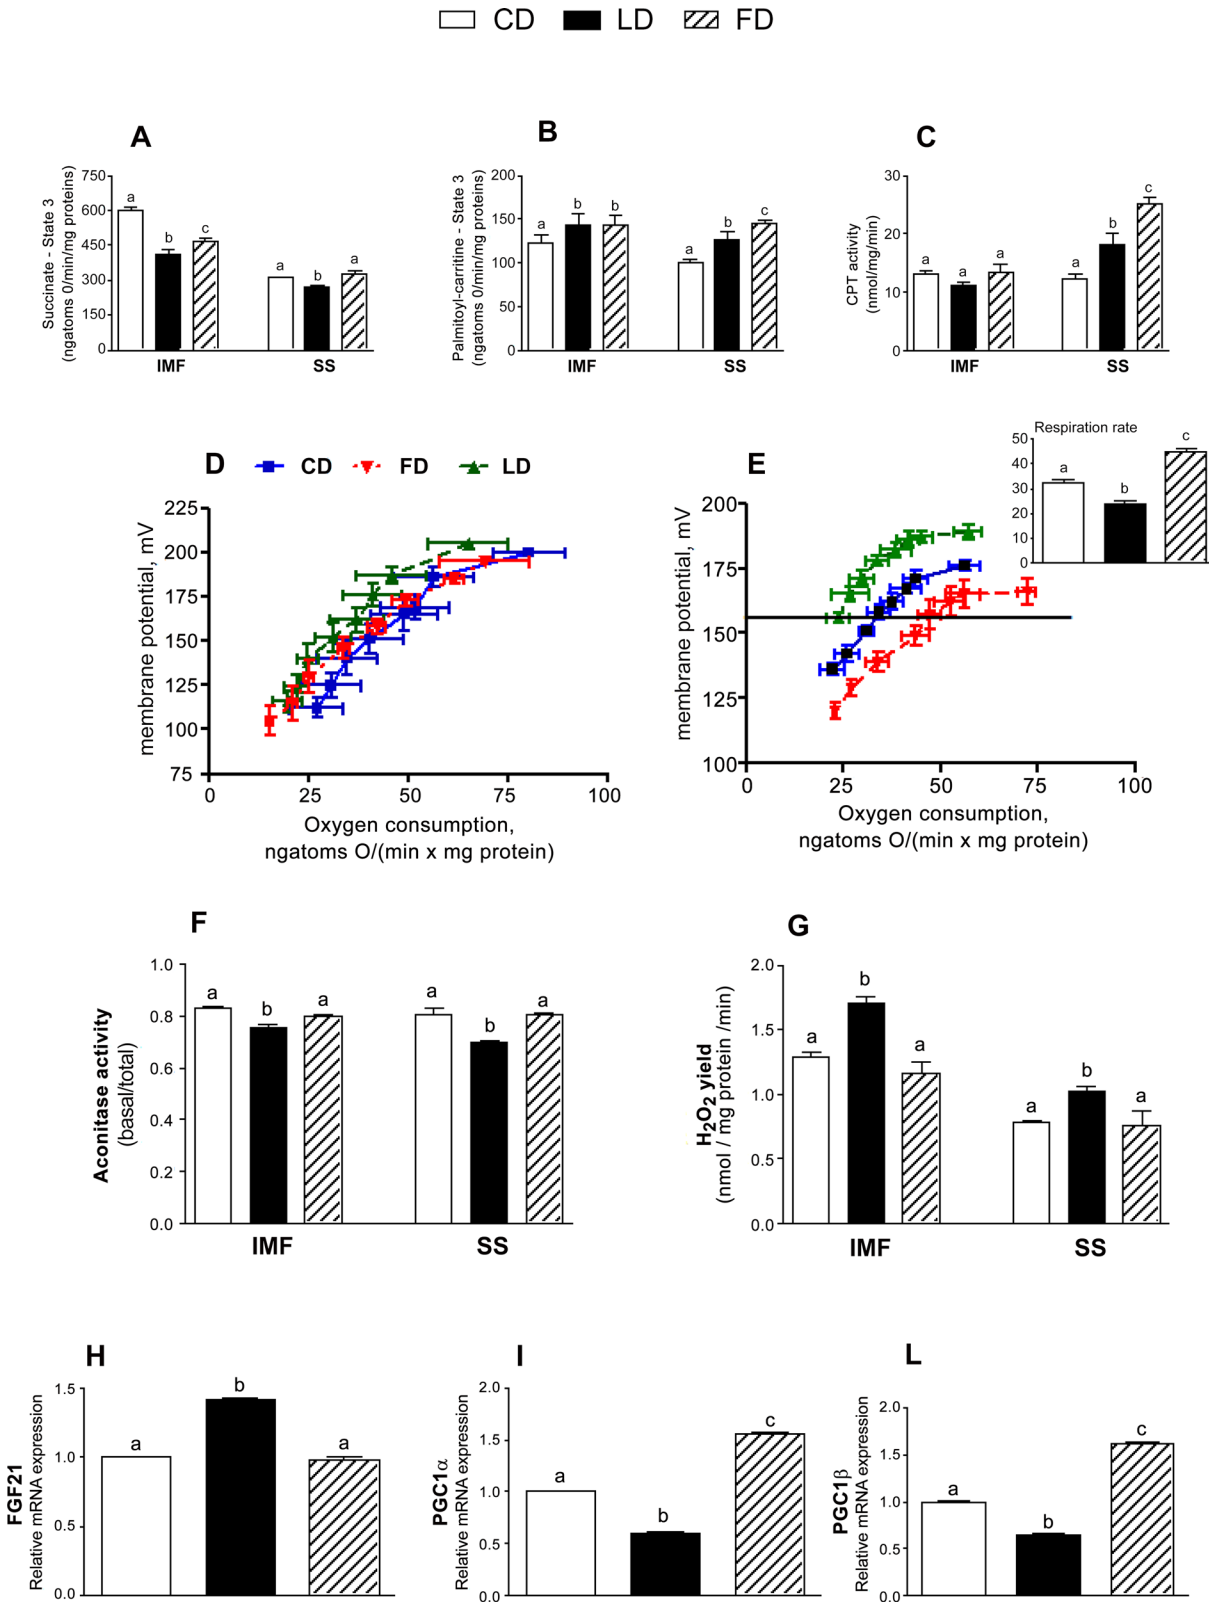 CD LD FD
A
Succinate - State 3
(ngatoms 0/min/mg proteins)
750
600
450
300
150
0
a
b
c
a
b
a
IMF SS
B
Palmitoyl-carritine - State 3
(ngatoms 0/min/mg proteins)
200
150
100
50
0
a
b
b
a
b
c
IMF SS
C
CPT activity
(nmol/mg/min)
30
20
10
0
a
a
a
a
b
c
IMF SS
D
CD FD LD
membrane potential, mV
225
200
175
150
125
100
75
0 25 50 75 100
Oxygen consumption,
ngatoms O/(min x mg protein)
E
membrane potential, mV
200
175
150
125
100
0 25 50 75 100
Oxygen consumption,
ngatoms O/(min x mg protein)
Respiration rate
50
40
30
20
10
0
a
b
c
F
Aconitase activity
(basal/total)
1.0
0.8
0.6
0.4
0.2
0.0
a
b
a
a
b
a
IMF SS
G
H2O2 yield
(nmol / mg protein /min)
2.0
1.5
1.0
0.5
0.0
a
b
a
a
b
a
IMF SS
H
FGF21
Relative mRNA expression
1.5
1.0
0.5
0.0
a
b
a
I
PGC1α
Relative mRNA expression
2.0
1.5
1.0
0.5
0.0
a
b
c
L
PGC1β
Relative mRNA expression
2.0
1.5
1.0
0.5
0.0
a
b
c